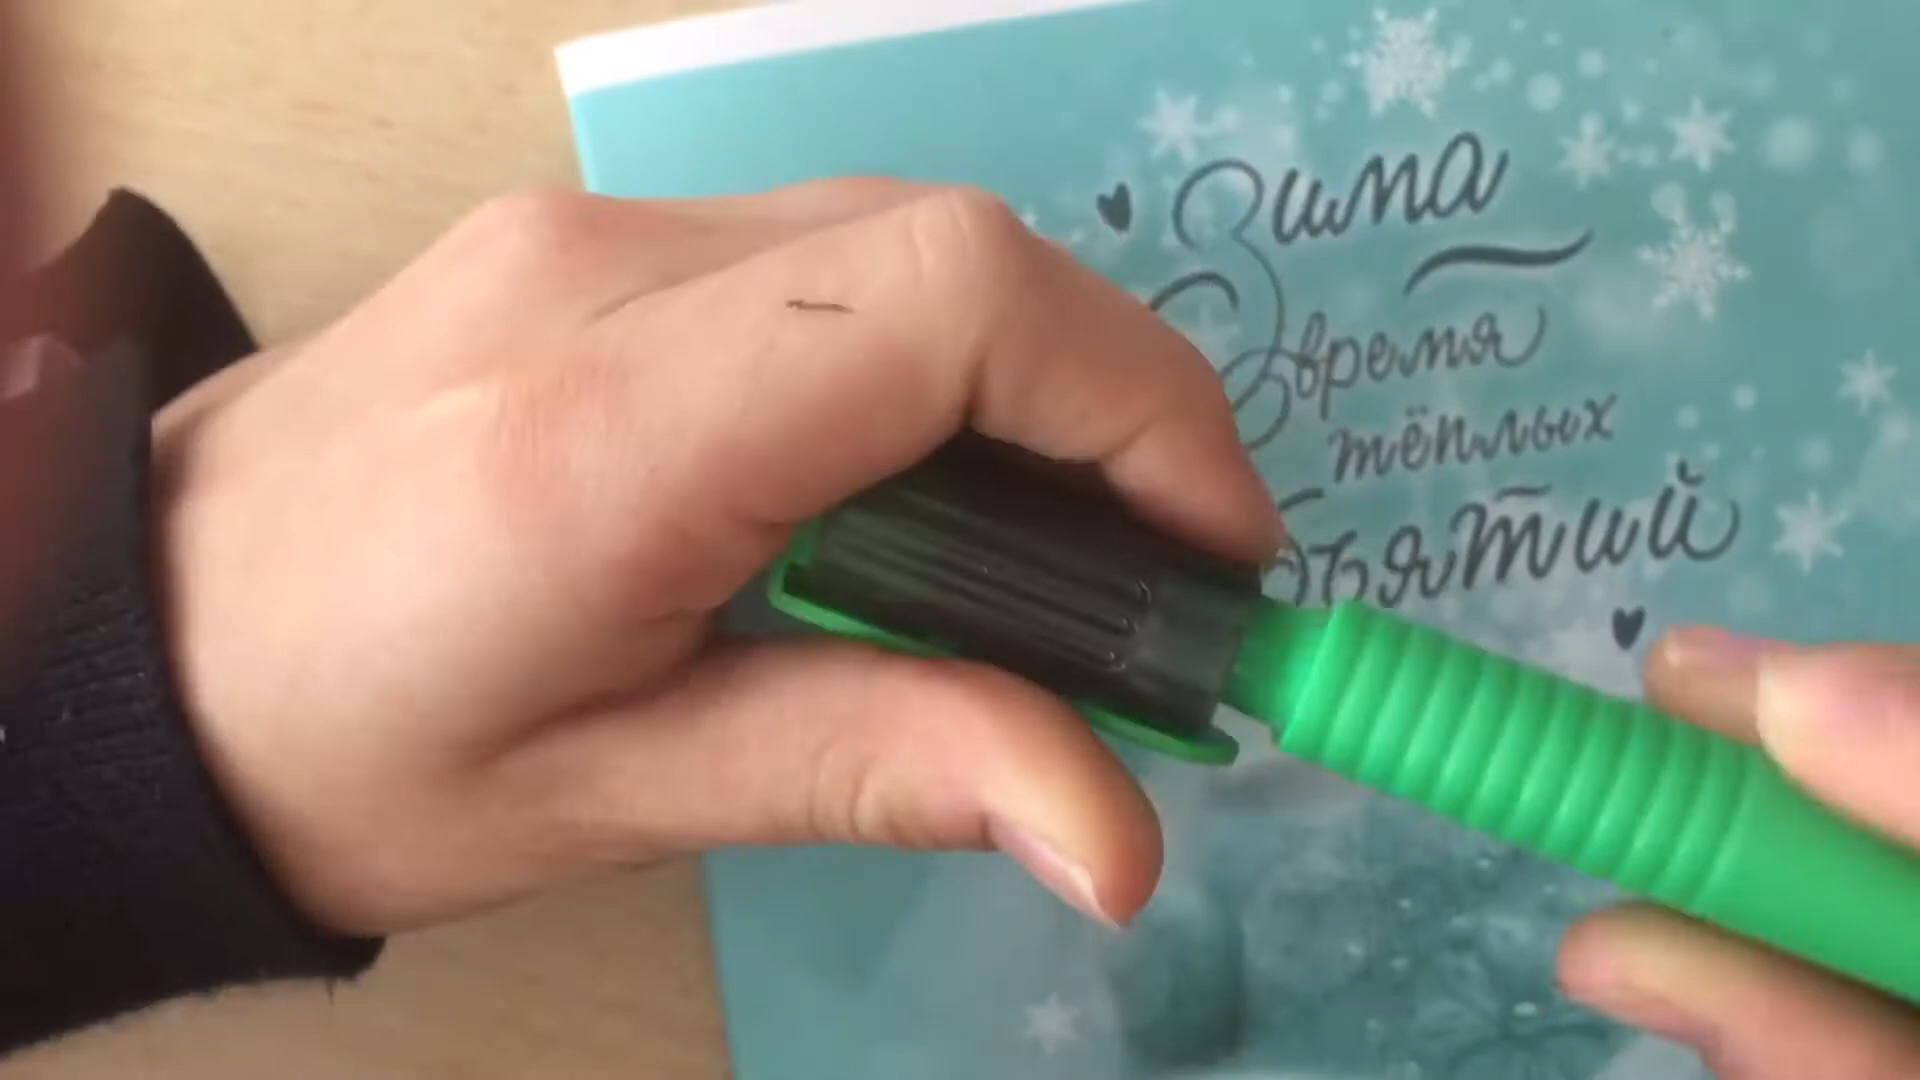 Зима
время
тёплых
объятий